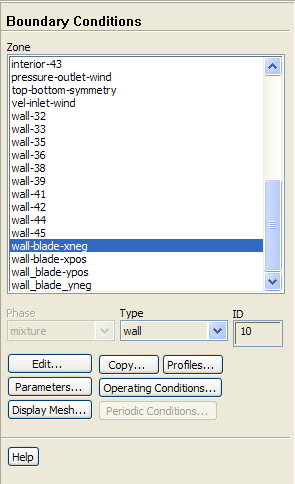 Boundary Conditions
Zone
interior-43
pressure-outlet-wind
top-bottom-symmetry
vel-inlet-wind
wall-32
wall-33
wall-35
wall-36
wall-38
wall-39
wall-41
wall-42
wall-44
wall-45
wall-blade-xneg
wall-blade-xpos
wall_blade-ypos
wall_blade_yneg
Phase Type ID
mixture wall 10
Edit... Copy... Profiles...
Parameters... Operating Conditions...
Display Mesh... Periodic Conditions...
Help